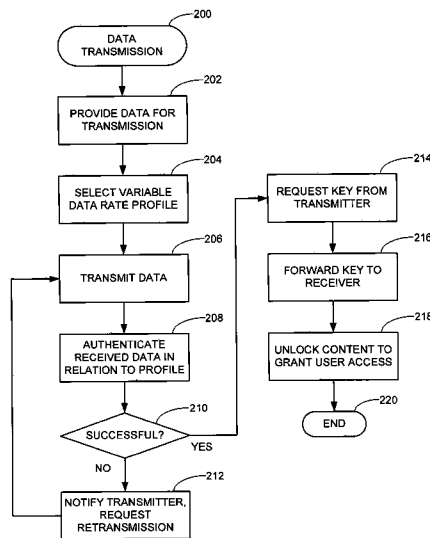 200
DATA
TRANSMISSION
202
PROVIDE DATA FOR
TRANSMISSION
204
SELECT VARIABLE
DATA RATE PROFILE
206
TRANSMIT DATA
208
AUTHENTICATE
RECEIVED DATA IN
RELATION TO PROFILE
210
SUCCESSFUL?
YES
NO
212
NOTIFY TRANSMITTER,
REQUEST
RETRANSMISSION
214
REQUEST KEY FROM
TRANSMITTER
216
FORWARD KEY TO
RECEIVER
218
UNLOCK CONTENT TO
GRANT USER ACCESS
END
220